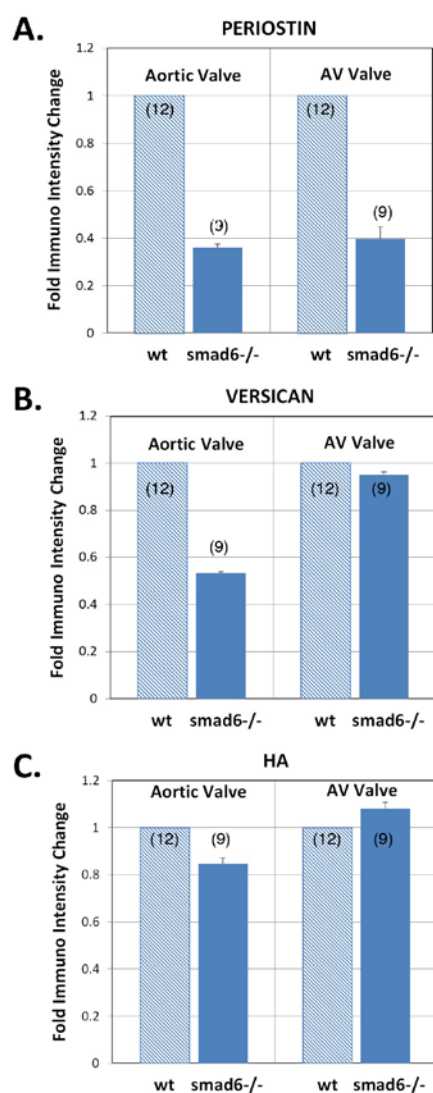 A.
PERIOSTIN
Fold Immuno Intensity Change
1.2
1
0.8
0.6
0.4
0.2
0
Aortic Valve AV Valve
(12) (9) (12) (9)
wt smad6-/- wt smad6-/-
B.
VERSICAN
Fold Immuno Intensity Change
1.2
1
0.8
0.6
0.4
0.2
0
Aortic Valve AV Valve
(12) (9) (12) (9)
wt smad6-/- wt smad6-/-
C.
HA
Fold Immuno Intensity Change
1.2
1
0.8
0.6
0.4
0.2
0
Aortic Valve AV Valve
(12) (9) (12) (9)
wt smad6-/- wt smad6-/-